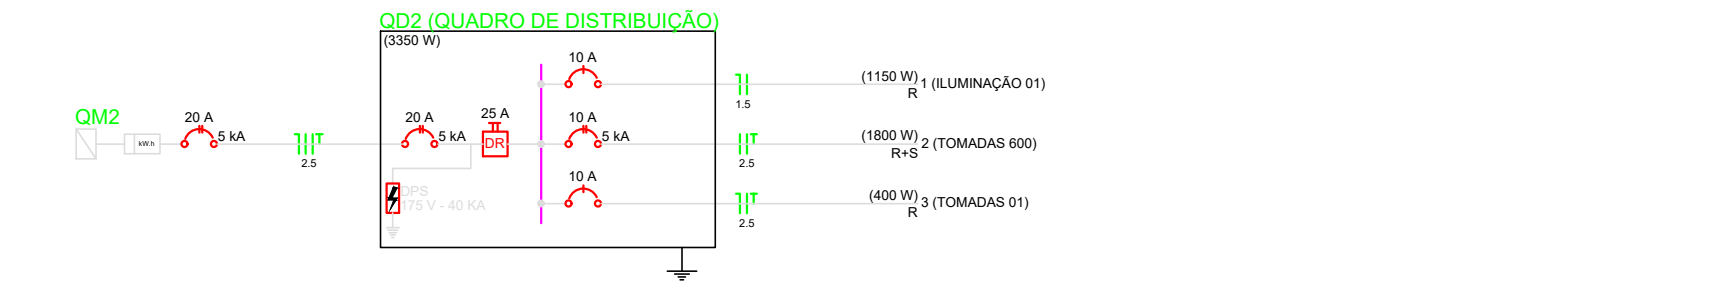 QD2 (QUADRO DE DISTRIBUIÇÃO)
(3350 W)
QM2
kW.h
20 A
5 kA
2.5
20 A
5 kA
25 A
DR
DPS
175 V - 40 KA
10 A
1.5
(1150 W)
R
1 (ILUMINAÇÃO 01)
10 A
5 kA
2.5
(1800 W)
R+S
2 (TOMADAS 600)
10 A
2.5
(400 W)
R
3 (TOMADAS 01)